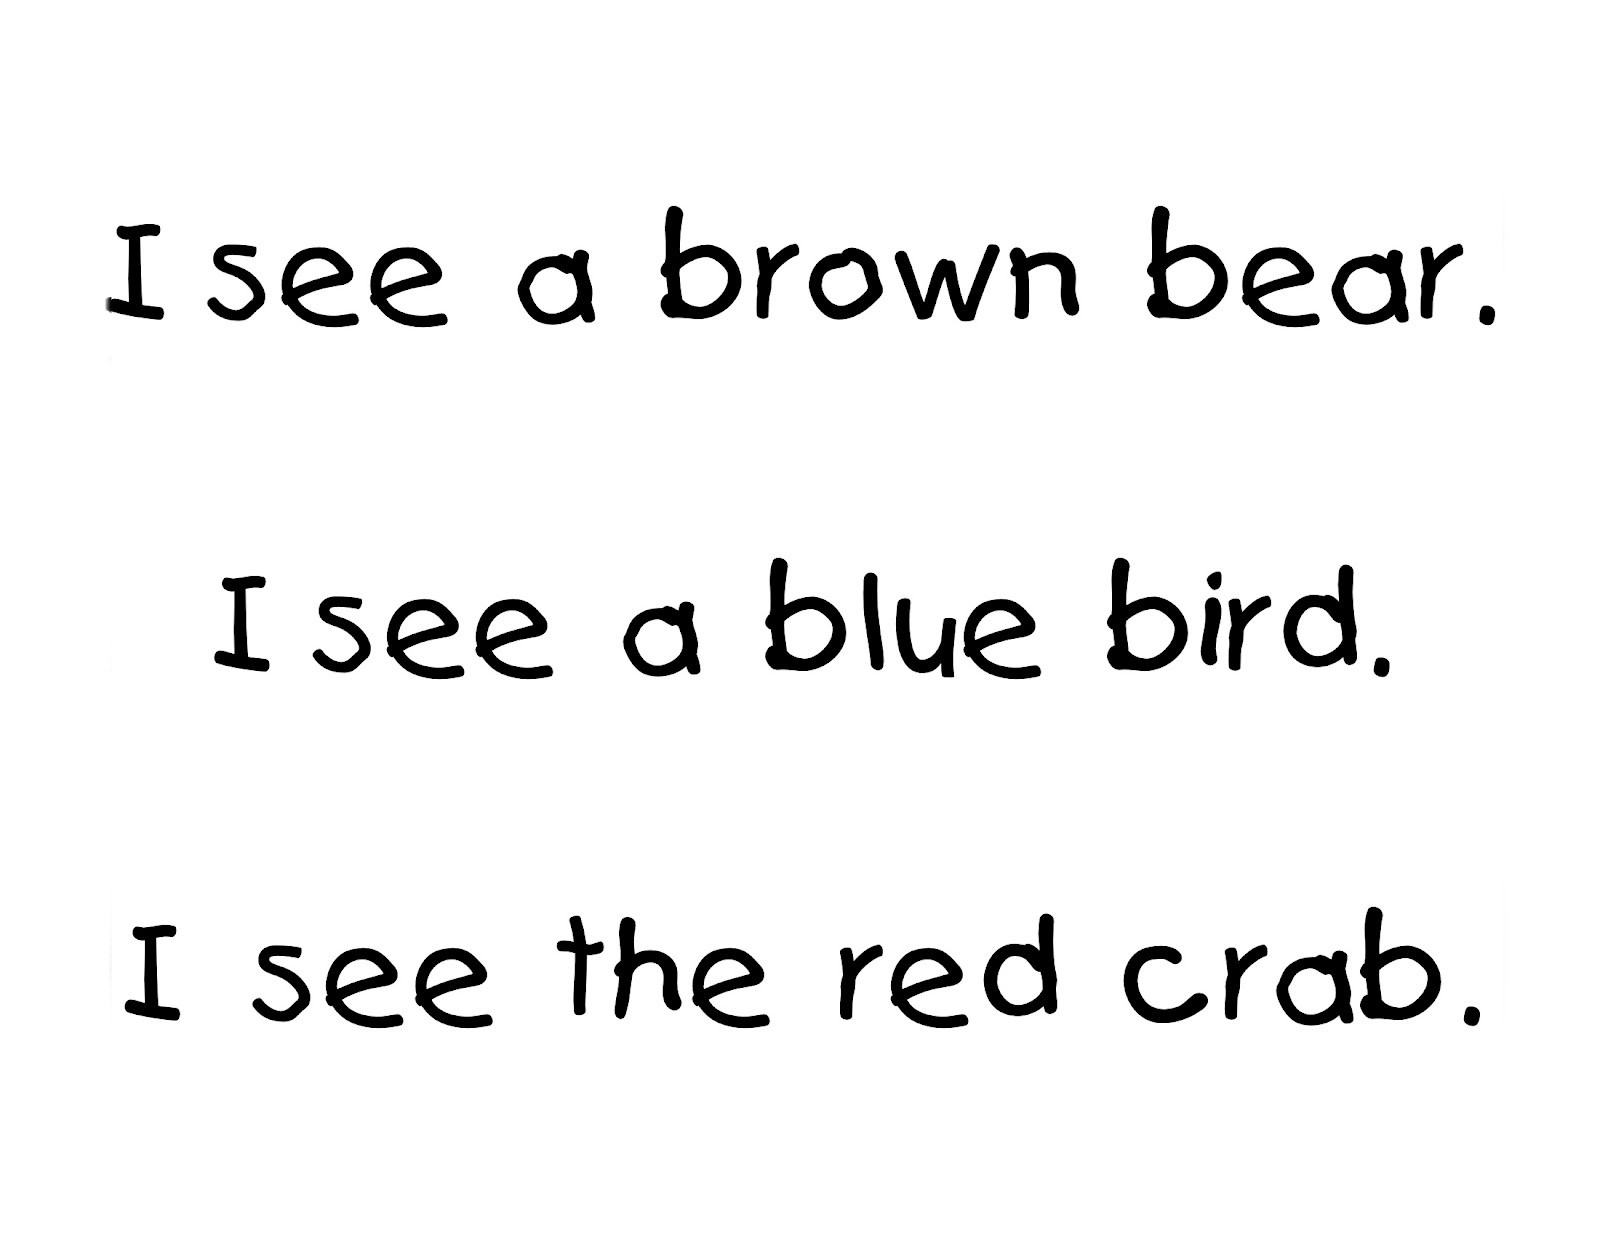 I see a brown bear.
I see a blue bird.
I see the red crab.